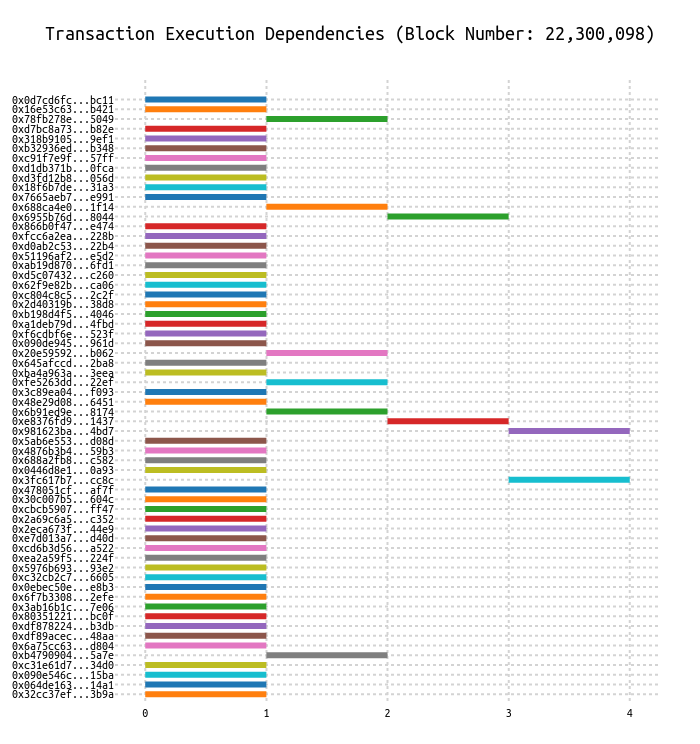 Transaction Execution Dependencies (Block Number: 22,300,098)
0x0d7cd6fc...bc11
0x16e53c63...b421
0x78fb278e...5049
0xd7bc8a73...b82e
0x318b9105...9ef1
0xb32936ed...b348
0xc91f7e9f...57ff
0xd1db371b...0fca
0xd3fd12b8...056d
0x18f6b7de...31a3
0x7665aeb7...e991
0x688ca4e0...1f14
0x6955b76d...8044
0x866b0f47...e474
0xfcc6a2ea...228b
0xd0ab2c53...22b4
0x51196af2...e5d2
0xab19d870...6fd1
0xd5c07432...c260
0x62f9e82b...ca06
0xc804c8c5...2c2f
0x2d40319b...38d8
0xb198d4f5...4046
0xa1deb79d...4fbd
0xf6cdbf6e...523f
0x090de945...961d
0x20e59592...b062
0x645afccd...2ba8
0xba4a963a...3eea
0xfe5263dd...22ef
0x3c89ea04...f093
0x48e29d08...6451
0x6b91ed9e...8174
0xe8376fd9...1437
0x981623ba...4bd7
0x5ab6e553...d08d
0x4876b3b4...59b3
0x688a2fb8...c582
0x0446d8e1...0a93
0x3fc617b7...cc8c
0x478051cf...af7f
0x30c007b5...604c
0xcbcb5907...ff47
0x2a69c6a5...c352
0x2eca673f...44e9
0xe7d013a7...d40d
0xcd6b3d56...a522
0xea2a59f5...224f
0x5976b693...93e2
0xc32cb2c7...6605
0x0ebec50e...e8b3
0x6f7b3308...2efe
0x3ab16b1c...7e06
0x80351221...bc0f
0xdf878224...b3db
0xdf89acec...48aa
0x6a75cc63...d804
0xb4790904...5a7e
0xc31e61d7...34d0
0x090e546c...15ba
0x064de163...14a1
0x32cc37ef...3b9a
0 1 2 3 4